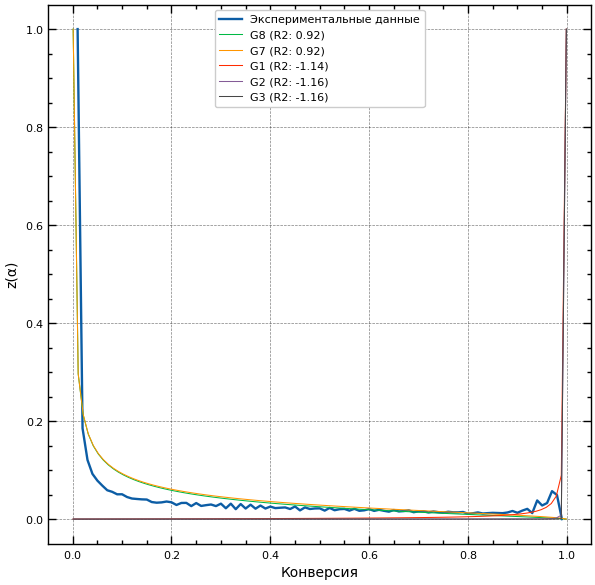 Экспериментальные данные
G8 (R2: 0.92)
G7 (R2: 0.92)
G1 (R2: -1.14)
G2 (R2: -1.16)
G3 (R2: -1.16)
1.0
0.8
0.6
0.4
0.2
0.0
z(α)
0.0 0.2 0.4 0.6 0.8 1.0
Конверсия